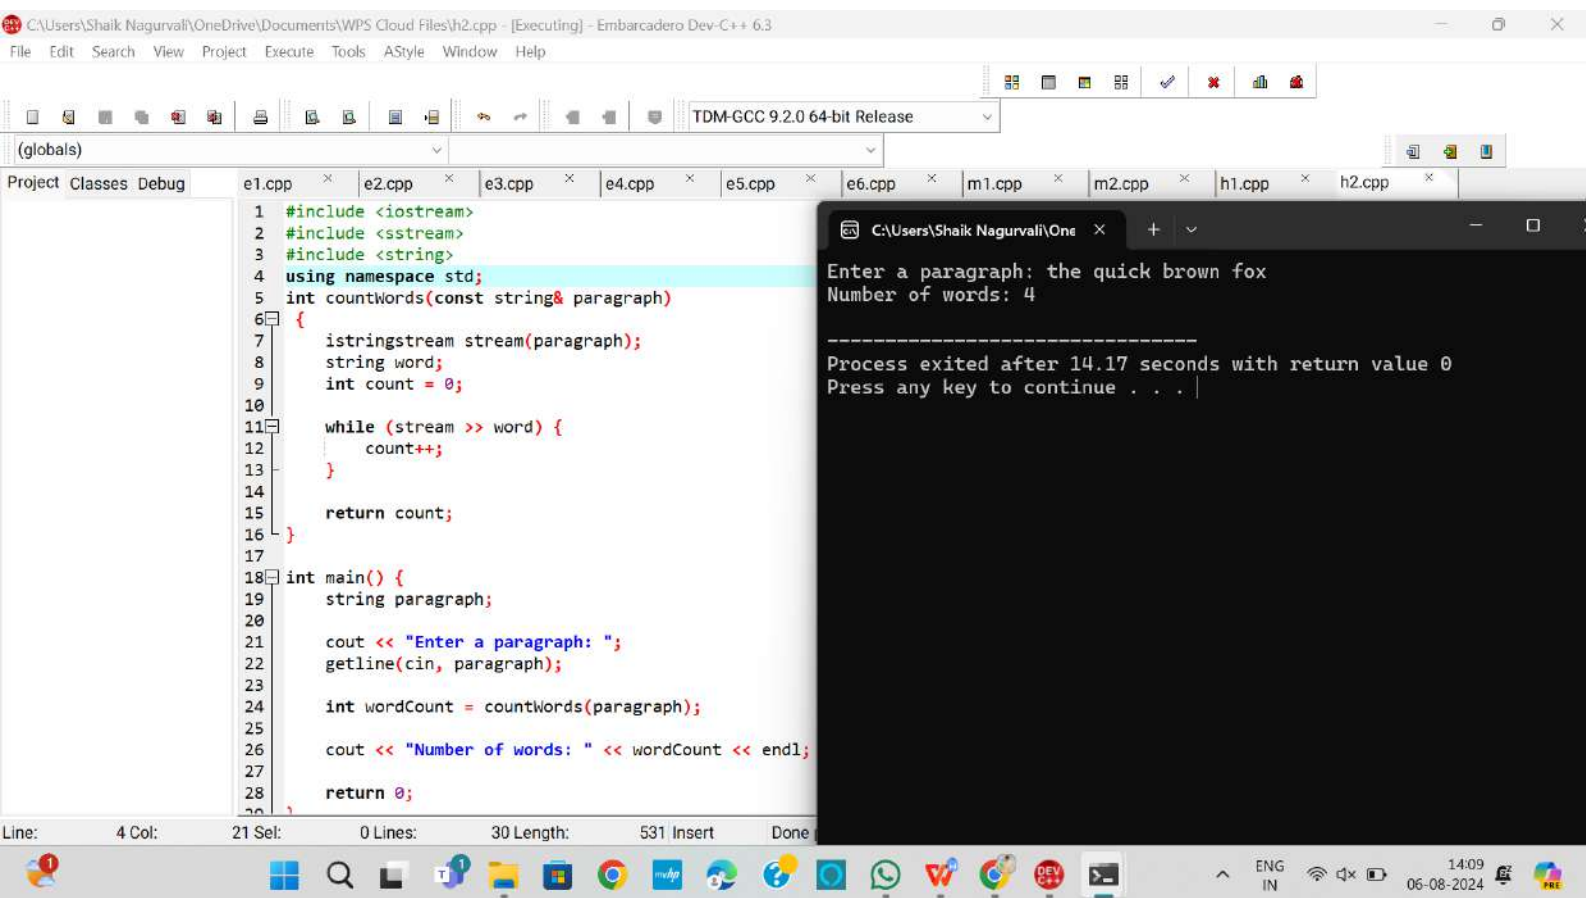 C:\Users\Shaik Nagurvali\OneDrive\Documents\WPS Cloud Files\h2.cpp - [Executing] - Embarcadero Dev-C++ 6.3
File Edit Search View Project Execute Tools AStyle Window Help
TDM-GCC 9.2.0 64-bit Release
(globals)
Project Classes Debug
e1.cpp e2.cpp e3.cpp e4.cpp e5.cpp e6.cpp m1.cpp m2.cpp h1.cpp h2.cpp
1 #include <iostream>
2 #include <sstream>
3 #include <string>
4 using namespace std;
5 int countWords(const string& paragraph)
6 {
7 istringstream stream(paragraph);
8 string word;
9 int count = 0;
10
11 while (stream >> word) {
12 count++;
13 }
14
15 return count;
16 }
17
18 int main() {
19 string paragraph;
20
21 cout << "Enter a paragraph: ";
22 getline(cin, paragraph);
23
24 int wordCount = countWords(paragraph);
25
26 cout << "Number of words: " << wordCount << endl;
27
28 return 0;
29 }
C:\Users\Shaik Nagurvali\One
Enter a paragraph: the quick brown fox
Number of words: 4
--------------------------------
Process exited after 14.17 seconds with return value 0
Press any key to continue . . .
Line: 4 Col: 21 Sel: 0 Lines: 30 Length: 531 Insert Done
1
1
myhp
DEV
C++
ENG
IN
14:09
06-08-2024
PRE